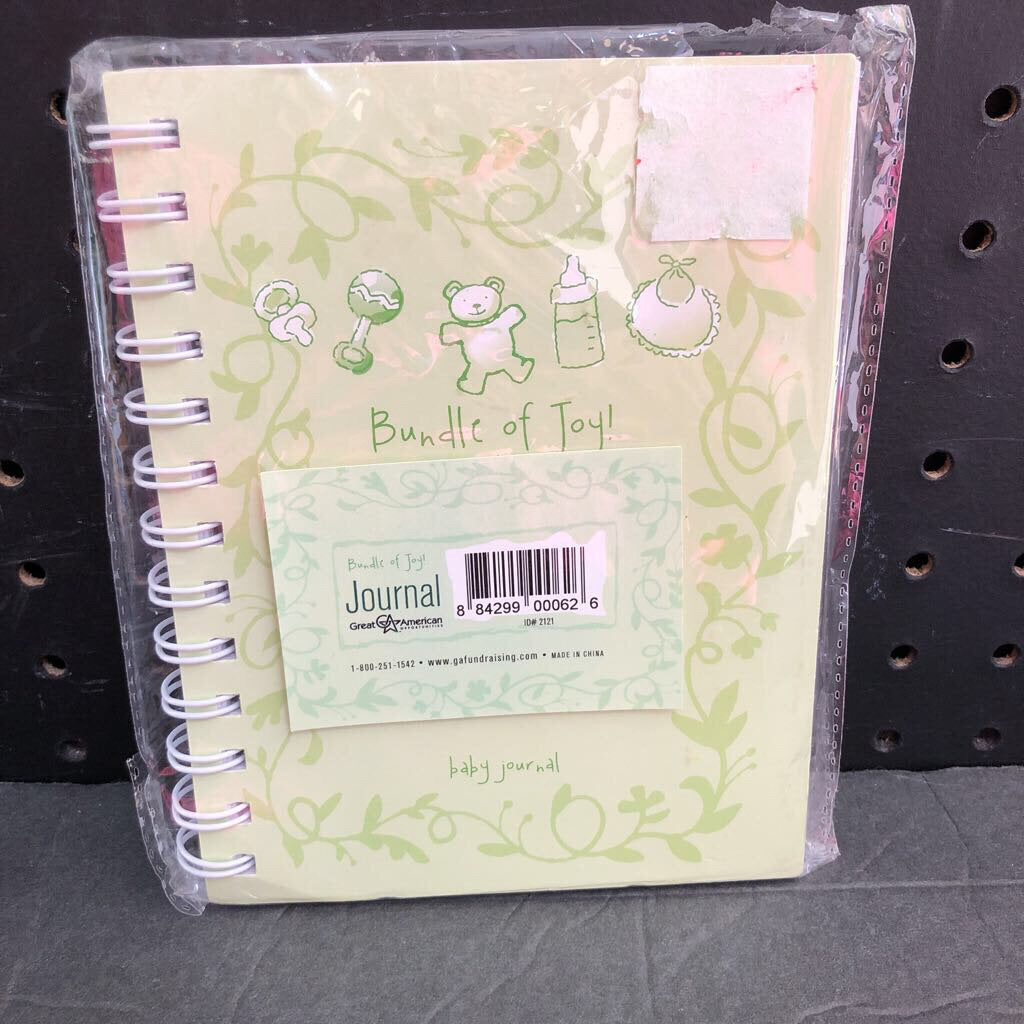 Bundle of Joy!
Bundle of Joy!
Journal
Great American
OPPORTUNITIES
8 84299 00062 6
ID# 2121
1-800-251-1542 • www.gafundraising.com • MADE IN CHINA
baby journal